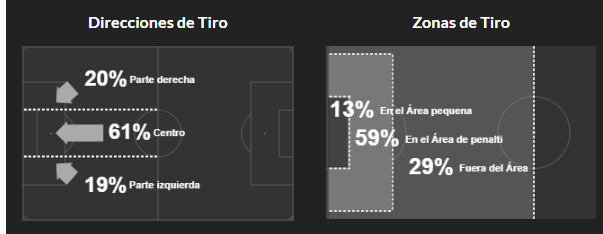 Direcciones de Tiro
20% Parte derecha
61% Centro
19% Parte izquierda
Zonas de Tiro
13% En el Área pequena
59% En el Área de penalti
29% Fuera del Área